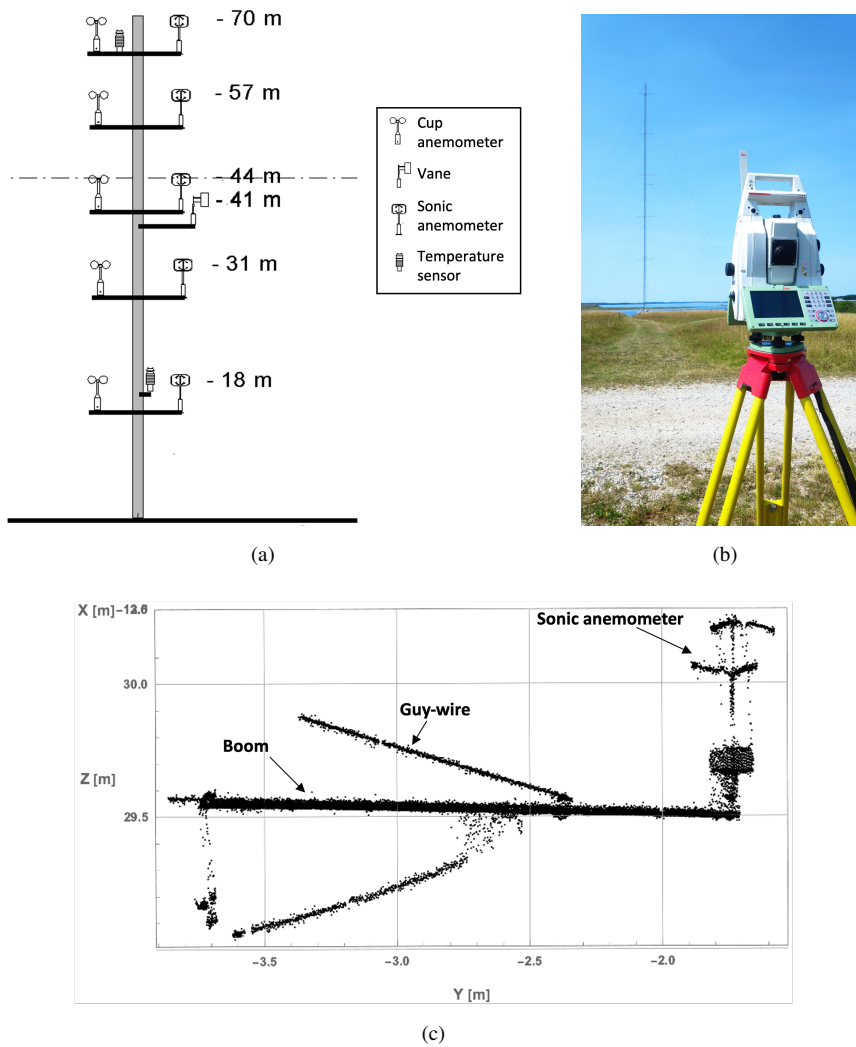 - 70 m
- 57 m
- 44 m
- 41 m
- 31 m
- 18 m
Cup
anemometer
Vane
Sonic
anemometer
Temperature
sensor
(a)
(b)
X [m]
Sonic anemometer
30.0
Guy-wire
Boom
Z [m]
29.5
−3.5
−3.0
−2.5
−2.0
Y [m]
(c)